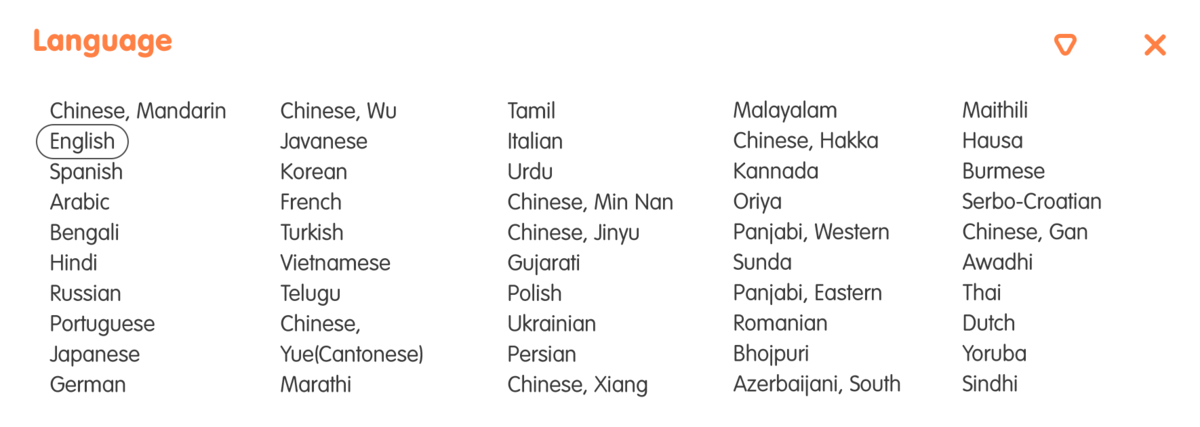 Language
Chinese, Mandarin
English
Spanish
Arabic
Bengali
Hindi
Russian
Portuguese
Japanese
German
Chinese, Wu
Javanese
Korean
French
Turkish
Vietnamese
Telugu
Chinese,
Yue(Cantonese)
Marathi
Tamil
Italian
Urdu
Chinese, Min Nan
Chinese, Jinyu
Gujarati
Polish
Ukrainian
Persian
Chinese, Xiang
Malayalam
Chinese, Hakka
Kannada
Oriya
Panjabi, Western
Sunda
Panjabi, Eastern
Romanian
Bhojpuri
Azerbaijani, South
Maithili
Hausa
Burmese
Serbo-Croatian
Chinese, Gan
Awadhi
Thai
Dutch
Yoruba
Sindhi